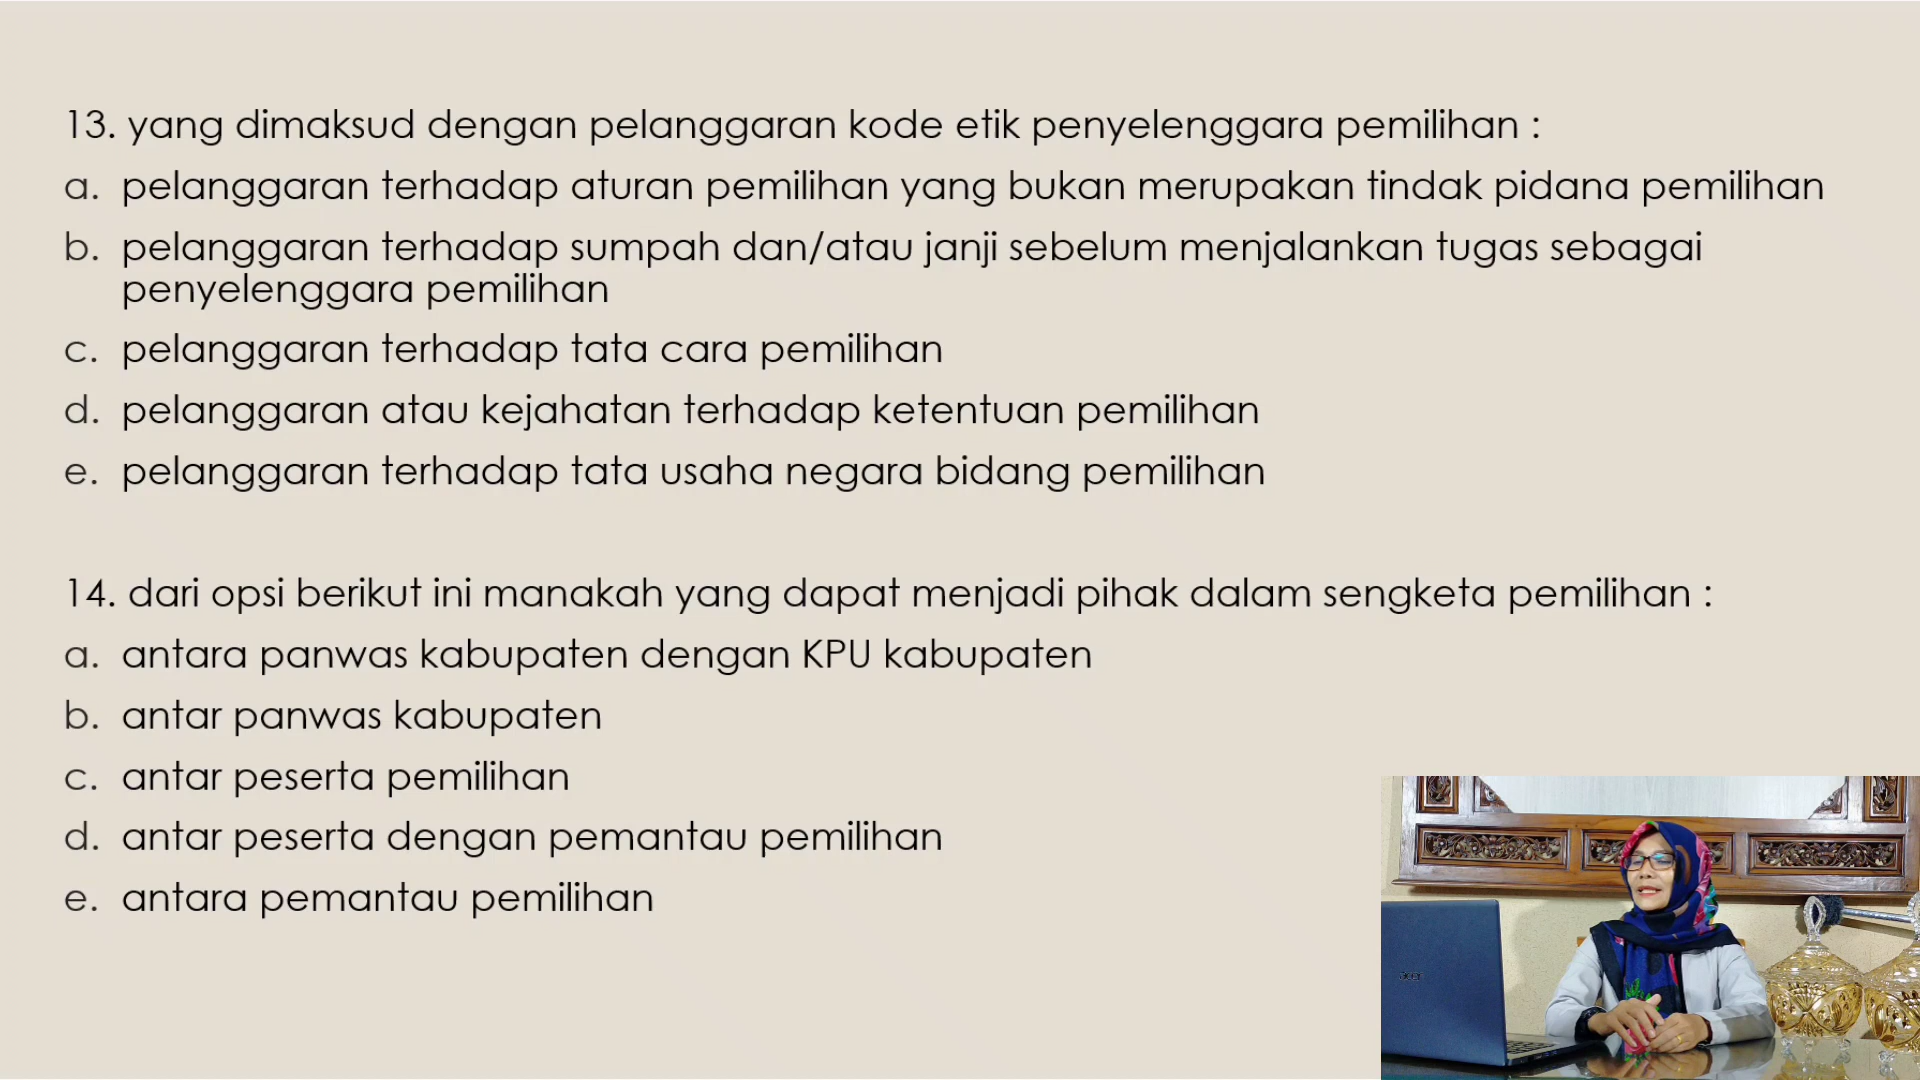 13. yang dimaksud dengan pelanggaran kode etik penyelenggara pemilihan :
a. pelanggaran terhadap aturan pemilihan yang bukan merupakan tindak pidana pemilihan
b. pelanggaran terhadap sumpah dan/atau janji sebelum menjalankan tugas sebagai
penyelenggara pemilihan
c. pelanggaran terhadap tata cara pemilihan
d. pelanggaran atau kejahatan terhadap ketentuan pemilihan
e. pelanggaran terhadap tata usaha negara bidang pemilihan
14. dari opsi berikut ini manakah yang dapat menjadi pihak dalam sengketa pemilihan :
a. antara panwas kabupaten dengan KPU kabupaten
b. antar panwas kabupaten
c. antar peserta pemilihan
d. antar peserta dengan pemantau pemilihan
e. antara pemantau pemilihan
acer